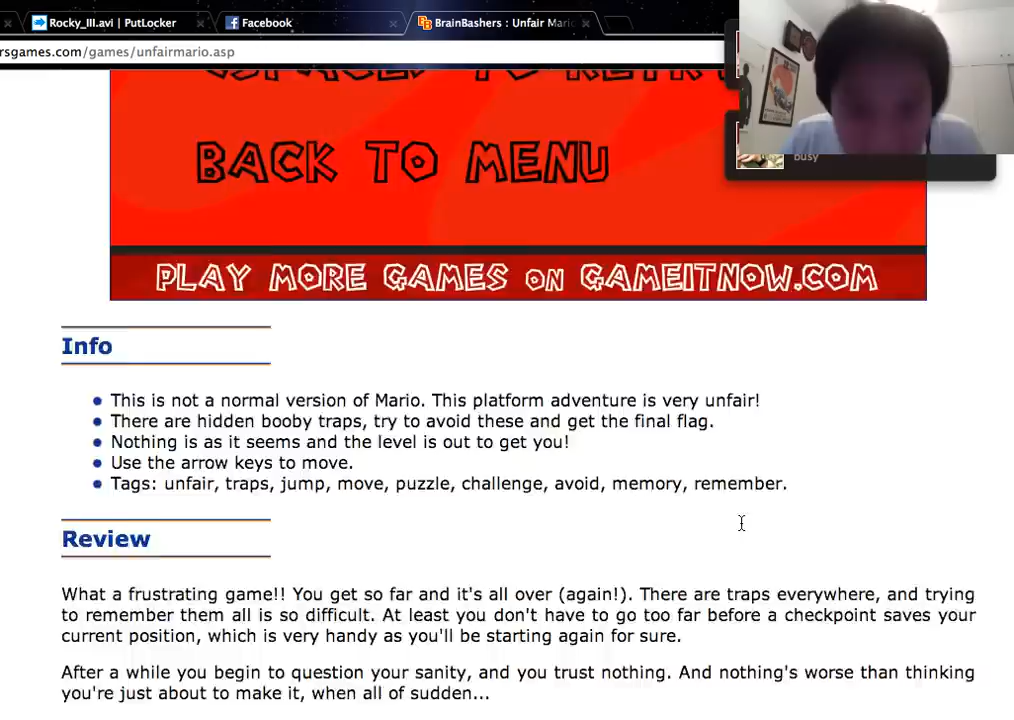 Rocky_III.avi | PutLocker
Facebook
BrainBashers : Unfair Mari
rsgames.com/games/unfairmario.asp
BACK TO MENU
busy
PLAY MORE GAMES ON GAMEITNOW.COM
Info
This is not a normal version of Mario. This platform adventure is very unfair!
There are hidden booby traps, try to avoid these and get the final flag.
Nothing is as it seems and the level is out to get you!
Use the arrow keys to move.
Tags: unfair, traps, jump, move, puzzle, challenge, avoid, memory, remember.
Review
What a frustrating game!! You get so far and it's all over (again!). There are traps everywhere, and trying
to remember them all is so difficult. At least you don't have to go too far before a checkpoint saves your
current position, which is very handy as you'll be starting again for sure.
After a while you begin to question your sanity, and you trust nothing. And nothing's worse than thinking
you're just about to make it, when all of sudden...